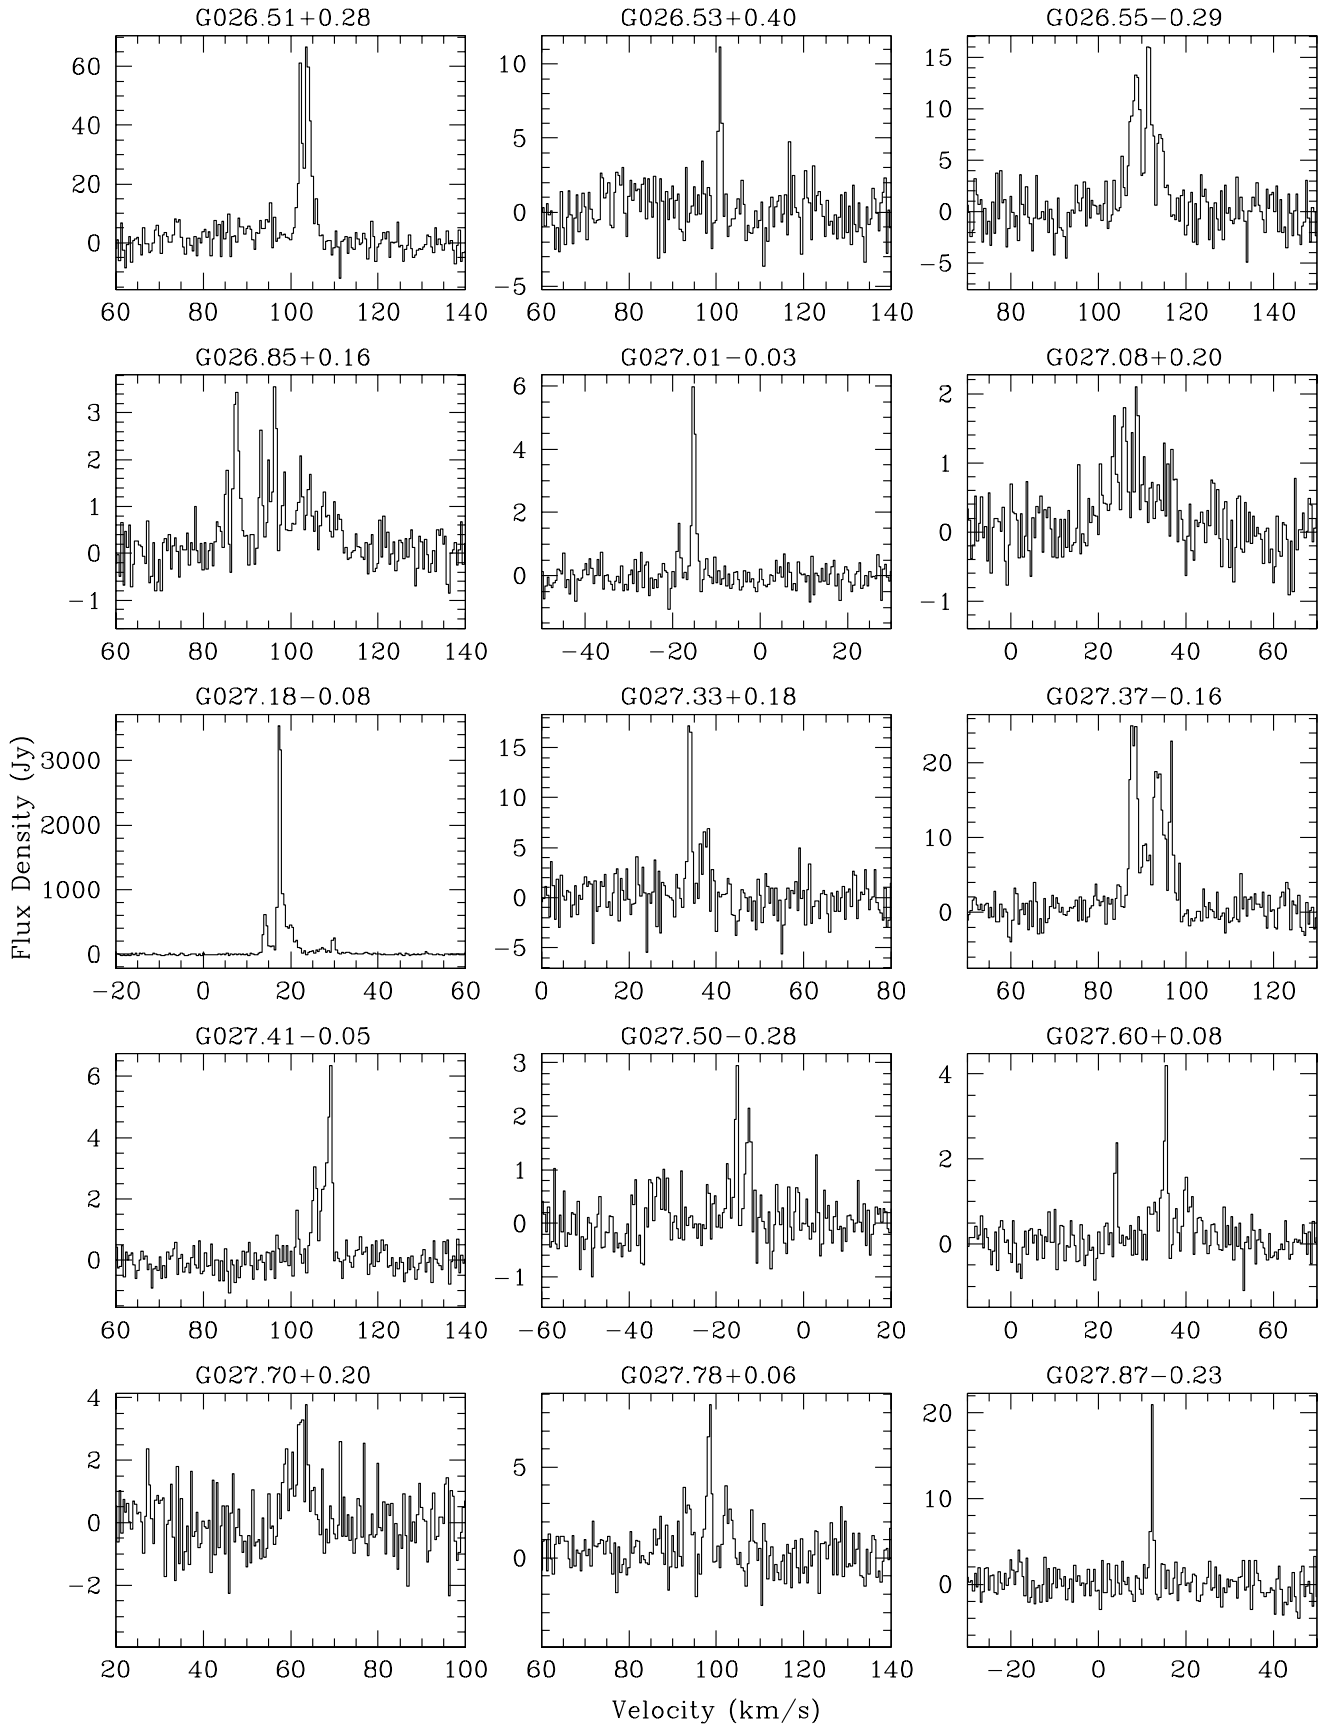 G026.51+0.28
G026.53+0.40
G026.55−0.29
60
40
20
0
10
5
0
−5
15
10
5
0
−5
60 80 100 120 140
60 80 100 120 140
80 100 120 140
G026.85+0.16
G027.01−0.03
G027.08+0.20
3
2
1
0
−1
6
4
2
0
2
1
0
−1
60 80 100 120 140
−40 −20 0 20
0 20 40 60
G027.18−0.08
G027.33+0.18
G027.37−0.16
Flux Density (Jy)
3000
2000
1000
0
15
10
5
0
−5
20
10
0
−20 0 20 40 60
0 20 40 60 80
60 80 100 120
G027.41−0.05
G027.50−0.28
G027.60+0.08
6
4
2
0
3
2
1
0
−1
4
2
0
60 80 100 120 140
−60 −40 −20 0 20
0 20 40 60
G027.70+0.20
G027.78+0.06
G027.87−0.23
4
2
0
−2
5
0
20
10
0
20 40 60 80 100
60 80 100 120 140
−20 0 20 40
Velocity (km/s)